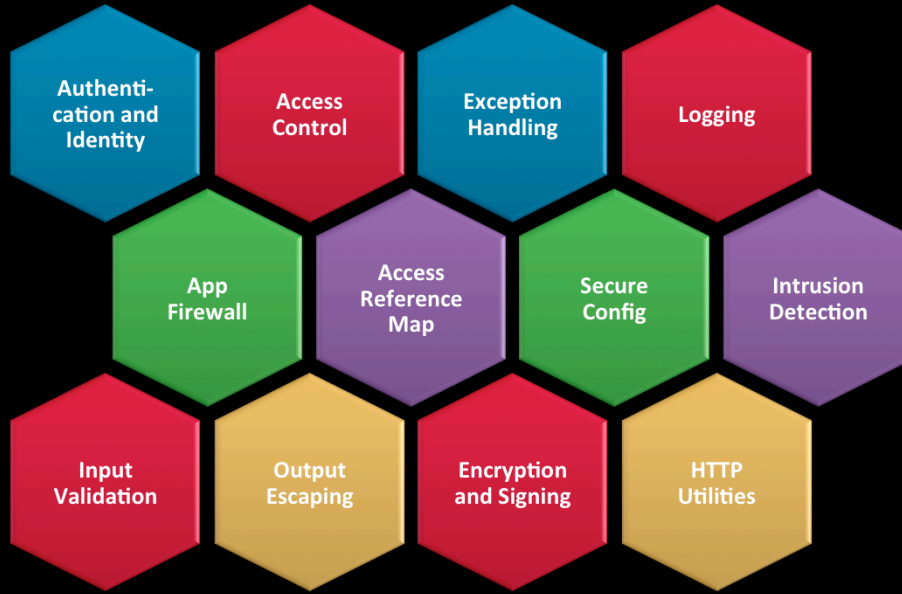 Authenti-
cation and
Identity
Access
Control
Exception
Handling
Logging
App
Firewall
Access
Reference
Map
Secure
Config
Intrusion
Detection
Input
Validation
Output
Escaping
Encryption
and Signing
HTTP
Utilities